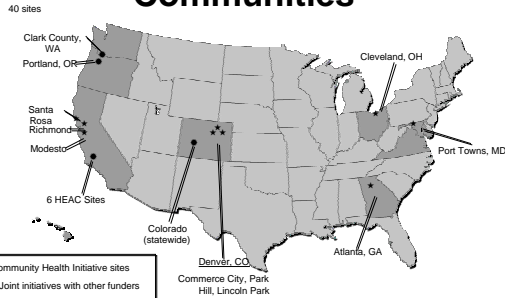 Communities
40 sites
Clark County,
WA
Portland, OR
Cleveland, OH
Santa
Rosa
Richmond
Modesto
Port Towns, MD
6 HEAC Sites
Colorado
(statewide)
Atlanta, GA
Denver, CO
Commerce City, Park
Hill, Lincoln Park
ommunity Health Initiative sites
Joint initiatives with other funders